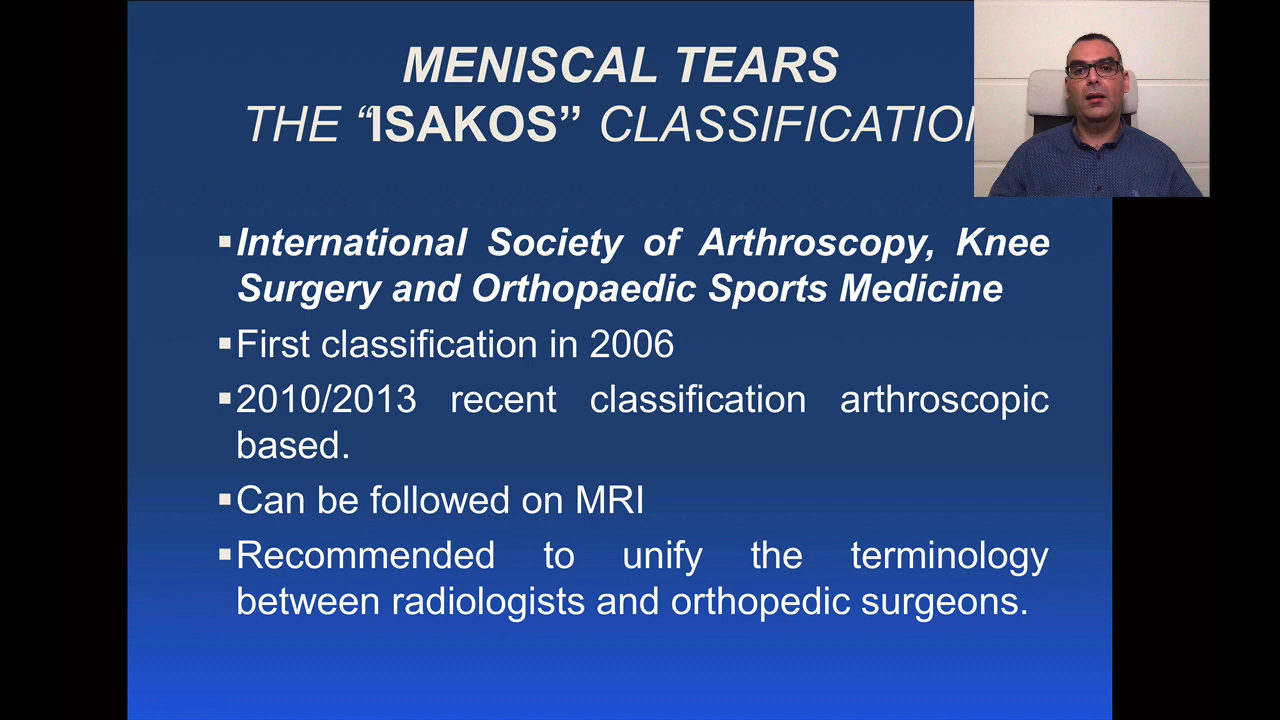 MENISCAL TEARS
THE “ISAKOS” CLASSIFICATION
▪International Society of Arthroscopy, Knee
Surgery and Orthopaedic Sports Medicine
▪First classification in 2006
▪2010/2013 recent classification arthroscopic
based.
▪Can be followed on MRI
▪Recommended to unify the terminology
between radiologists and orthopedic surgeons.